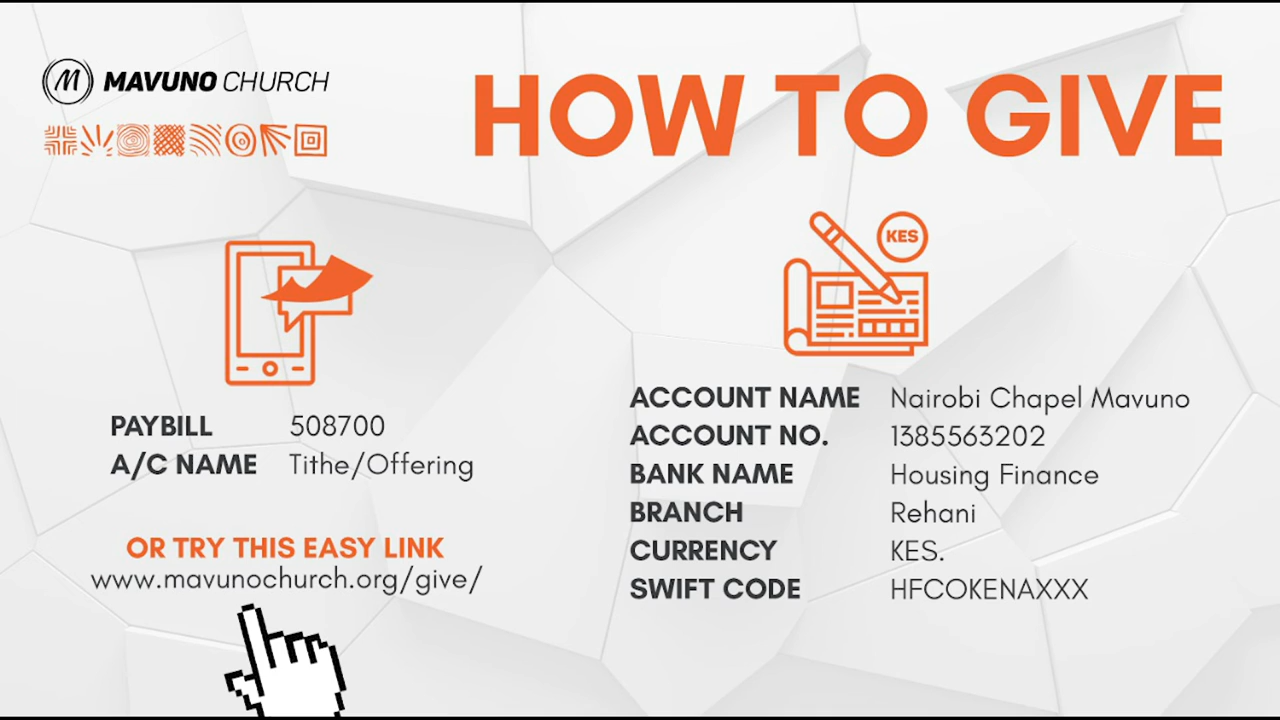 M MAVUNO CHURCH
HOW TO GIVE
KES
PAYBILL 508700
A/C NAME Tithe/Offering
OR TRY THIS EASY LINK
www.mavunochurch.org/give/
ACCOUNT NAME Nairobi Chapel Mavuno
ACCOUNT NO. 1385563202
BANK NAME Housing Finance
BRANCH Rehani
CURRENCY KES.
SWIFT CODE HFCOKENAXXX